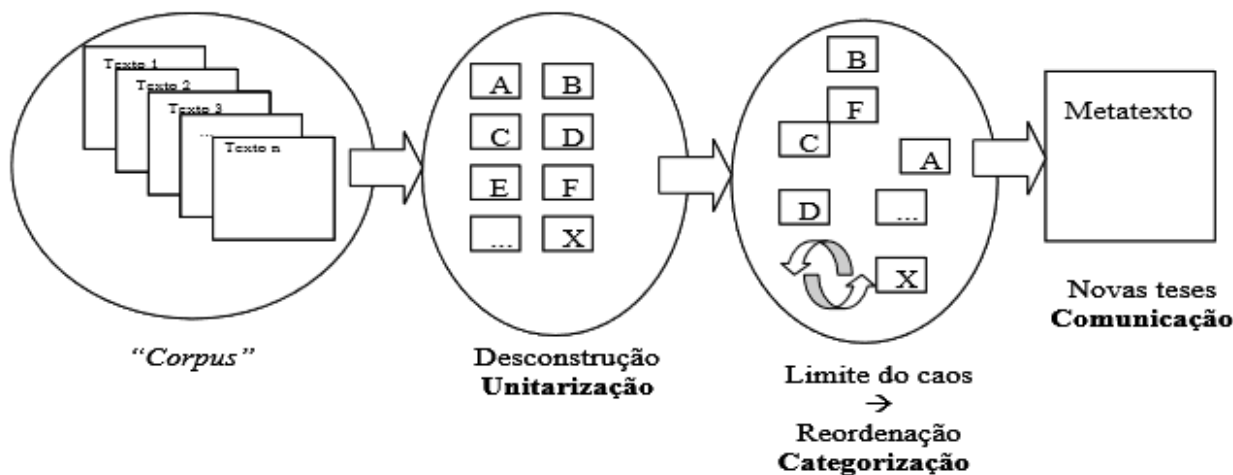 Texto 1
Texto 2
Texto 3
...
Texto n
A B
C D
E F
... X
B
F
C
A
D ...
X
Metatexto
“Corpus”
Desconstrução
Unitarização
Limite do caos
→
Reordenação
Categorização
Novas teses
Comunicação